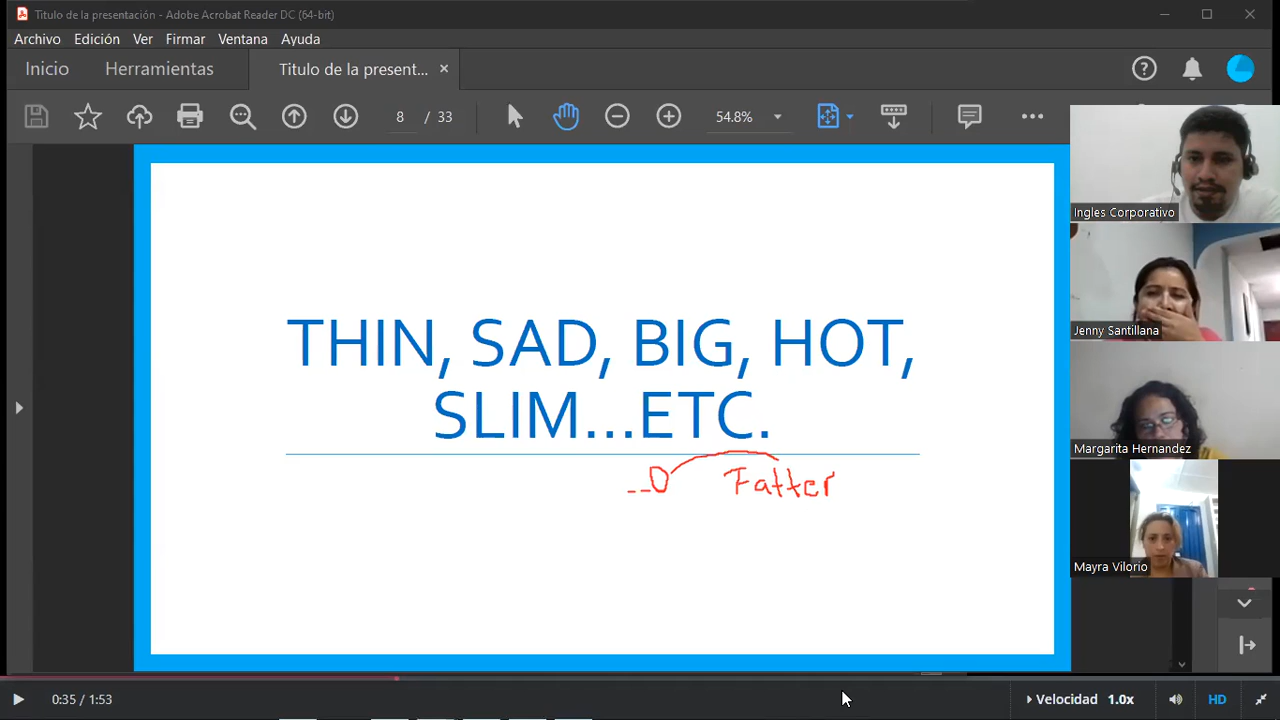 Titulo de la presentación - Adobe Acrobat Reader DC (64-bit)
Archivo Edición Ver Firmar Ventana Ayuda
Inicio Herramientas Titulo de la present... ×
8 / 33 54.8%
Ingles Corporativo
Jenny Santillana
Margarita Hernandez
Mayra Vilorio
THIN, SAD, BIG, HOT,
SLIM...ETC.
--0 Fatter
0:35 / 1:53 Velocidad 1.0x HD